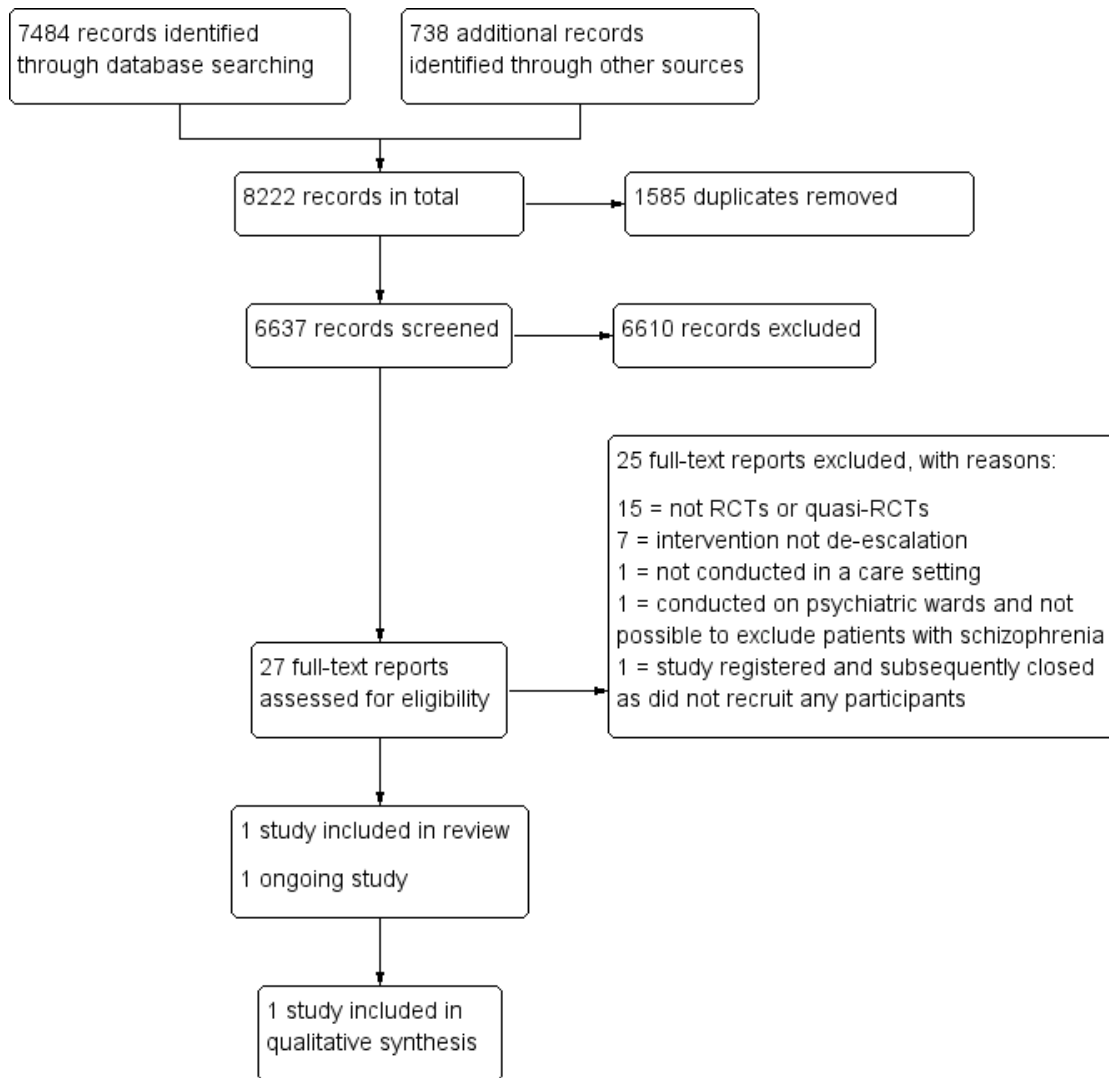 7484 records identified
through database searching
738 additional records
identified through other sources
8222 records in total
1585 duplicates removed
6637 records screened
6610 records excluded
27 full-text reports
assessed for eligibility
25 full-text reports excluded, with reasons:
15 = not RCTs or quasi-RCTs
7 = intervention not de-escalation
1 = not conducted in a care setting
1 = conducted on psychiatric wards and not
possible to exclude patients with schizophrenia
1 = study registered and subsequently closed
as did not recruit any participants
1 study included in review
1 ongoing study
1 study included in
qualitative synthesis